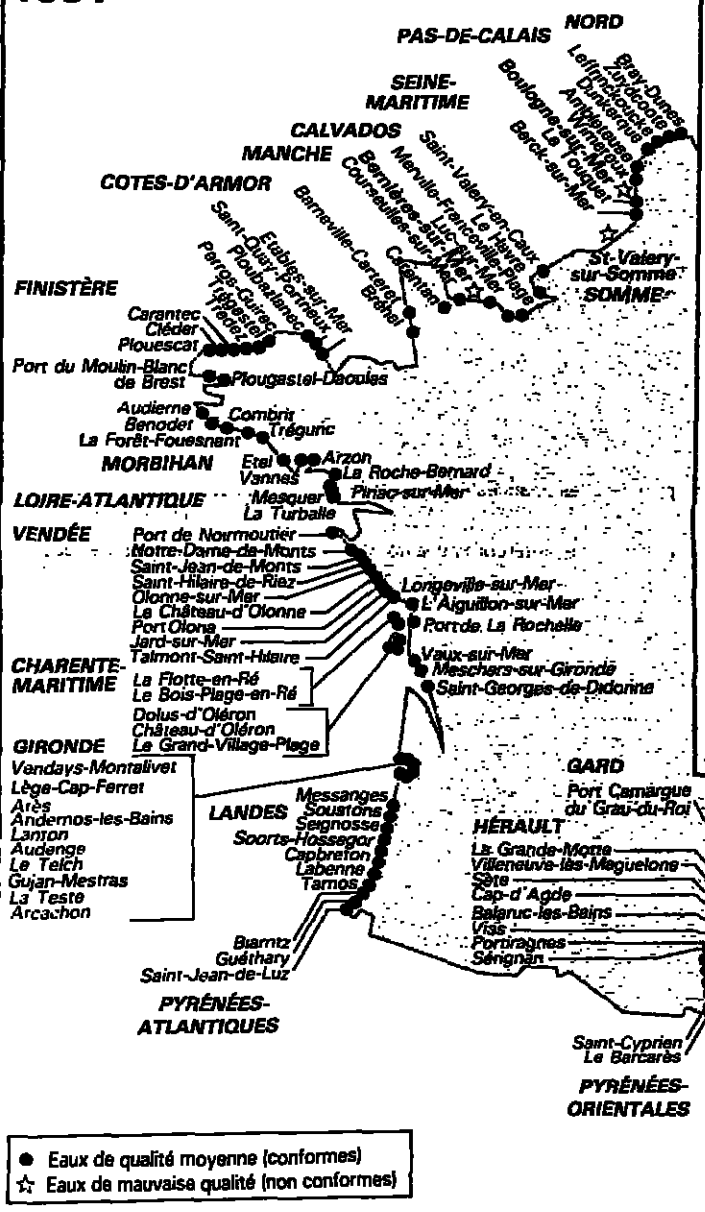 NORD
PAS-DE-CALAIS
SEINE-
MARITIME
CALVADOS
MANCHE
COTES-D'ARMOR
FINISTÈRE
Bray-Dunes
Zuydcoote
Leffrinckoucke
Dunkerque
Ambleteuse
Wimereux
Boulogne-sur-Mer
Le Touquet
Berck-sur-Mer
St-Valery-
sur-Somme
SOMME
Saint-Valery-en-Caux
Le Havre
Merville-Franceville-Plage
Luc-sur-Mer
Bernières-sur-Mer
Courseulles-sur-Mer
Carentan
Barneville-Carteret
Bréhel
Etables-sur-Mer
Saint-Quay-Portrieux
Ploubazlanec
Perros-Guirec
Trégastel
Carantec
Cléder
Plouescat
Port du Moulin-Blanc
de Brest
Plougastel-Daoulas
Audierne
Benodet
Combrit
La Forêt-Fouesnant
Trégunc
MORBIHAN
Etel
Arzon
Vannes
La Roche-Bernard
LOIRE-ATLANTIQUE
Mesquer
Piriac-sur-Mer
La Turballe
VENDÉE
Port de Noirmoutier
Notre-Dame-de-Monts
Saint-Jean-de-Monts
Saint-Hilaire-de-Riez
Olonne-sur-Mer
Le Château-d'Olonne
Port Olona
Jard-sur-Mer
Talmont-Saint-Hilaire
Longeville-sur-Mer
L'Aiguillon-sur-Mer
Port de La Rochelle
CHARENTE-
MARITIME
La Flotte-en-Ré
Le Bois-Plage-en-Ré
Vaux-sur-Mer
Meschers-sur-Gironde
Saint-Georges-de-Didonne
Dolus-d'Oléron
Château-d'Oléron
Le Grand-Village-Plage
GIRONDE
Vendays-Montalivet
Lège-Cap-Ferret
Arès
Andernos-les-Bains
Lanton
Audenge
Le Teich
Gujan-Mestras
La Teste
Arcachon
LANDES
Messanges
Soustons
Seignosse
Soorts-Hossegor
Capbreton
Labenne
Tarnos
Biarritz
Guéthary
Saint-Jean-de-Luz
PYRÉNÉES-
ATLANTIQUES
GARD
Port Camargue
du Grau-du-Roi
HÉRAULT
La Grande-Motte
Villeneuve-lès-Maguelone
Sète
Cap-d'Agde
Balaruc-les-Bains
Viss
Portiragnes
Sérignan
Saint-Cyprien
Le Barcarès
PYRÉNÉES-
ORIENTALES
● Eaux de qualité moyenne (conformes)
☆ Eaux de mauvaise qualité (non conformes)